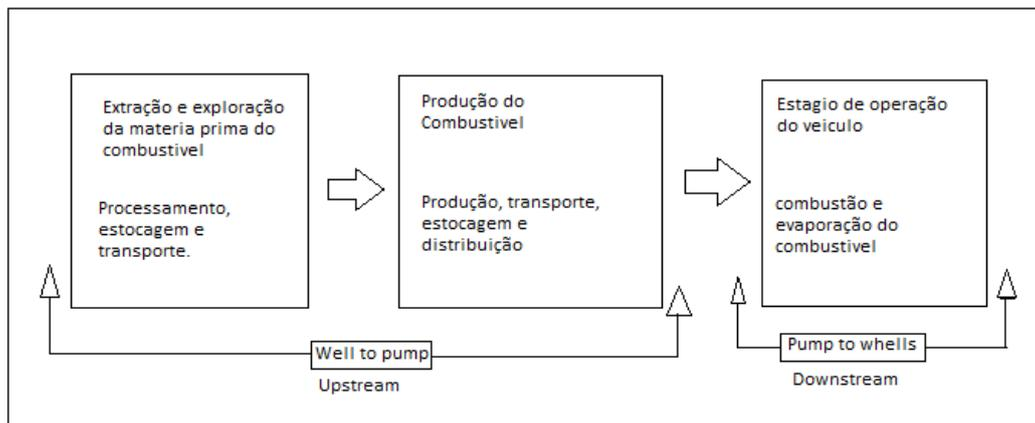 Extração e exploração
da materia prima do
combustivel
Processamento,
estocagem e
transporte.
Produção do
Combustivel
Produção, transporte,
estocagem e
distribuição
Estagio de operação
do veiculo
combustão e
evaporação do
combustivel
Well to pump
Upstream
Pump to whells
Downstream